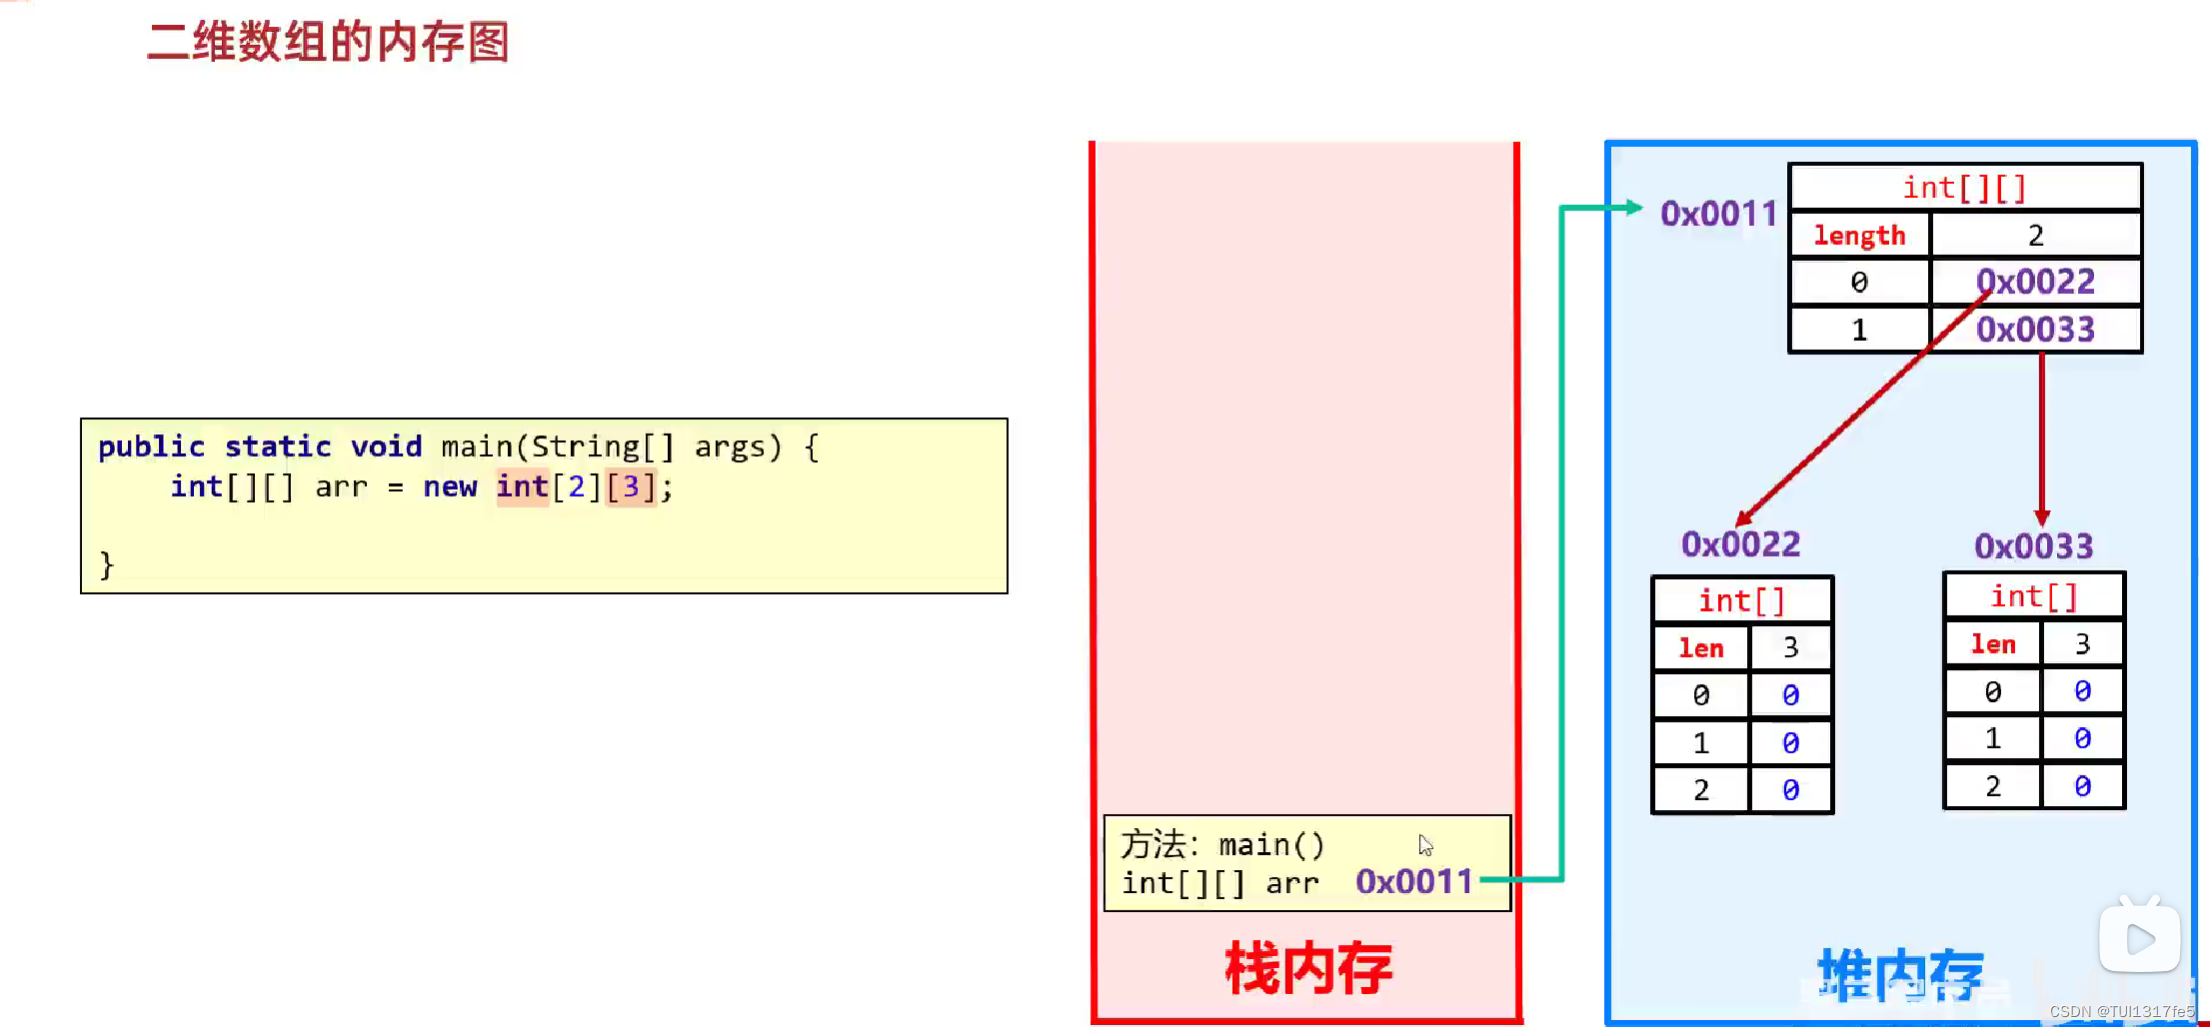 二维数组的内存图
public static void main(String[] args) {
int[][] arr = new int[2][3];
}
方法：main()
int[][] arr 0x0011
栈内存
0x0011
int[][]
length 2
0 0x0022
1 0x0033
0x0022
int[]
len 3
0 0
1 0
2 0
0x0033
int[]
len 3
0 0
1 0
2 0
堆内存
CSDN @TUI1317fe5